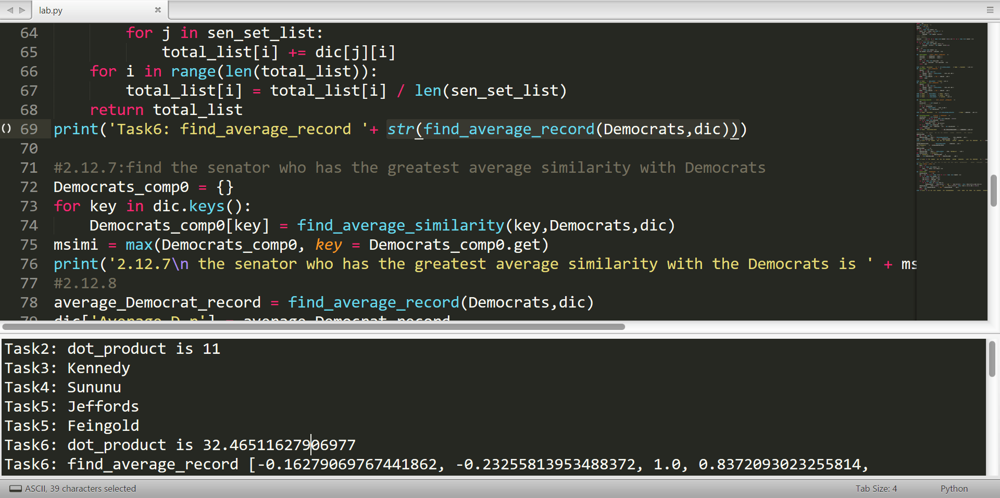 lab.py
64 for j in sen_set_list:
65 total_list[i] += dic[j][i]
66 for i in range(len(total_list)):
67 total_list[i] = total_list[i] / len(sen_set_list)
68 return total_list
() 69 print('Task6: find_average_record '+ str(find_average_record(Democrats,dic)))
70
71 #2.12.7:find the senator who has the greatest average similarity with Democrats
72 Democrats_comp0 = {}
73 for key in dic.keys():
74 Democrats_comp0[key] = find_average_similarity(key,Democrats,dic)
75 msimi = max(Democrats_comp0, key = Democrats_comp0.get)
76 print('2.12.7\n the senator who has the greatest average similarity with the Democrats is ' + ms
77 #2.12.8
78 average_Democrat_record = find_average_record(Democrats,dic)
79 dic['Average_D_n'] = average_Democrat_record
Task2: dot_product is 11
Task3: Kennedy
Task4: Sununu
Task5: Jeffords
Task5: Feingold
Task6: dot_product is 32.46511627906977
Task6: find_average_record [-0.16279069767441862, -0.23255813953488372, 1.0, 0.8372093023255814,
ASCII, 39 characters selected
Tab Size: 4
Python